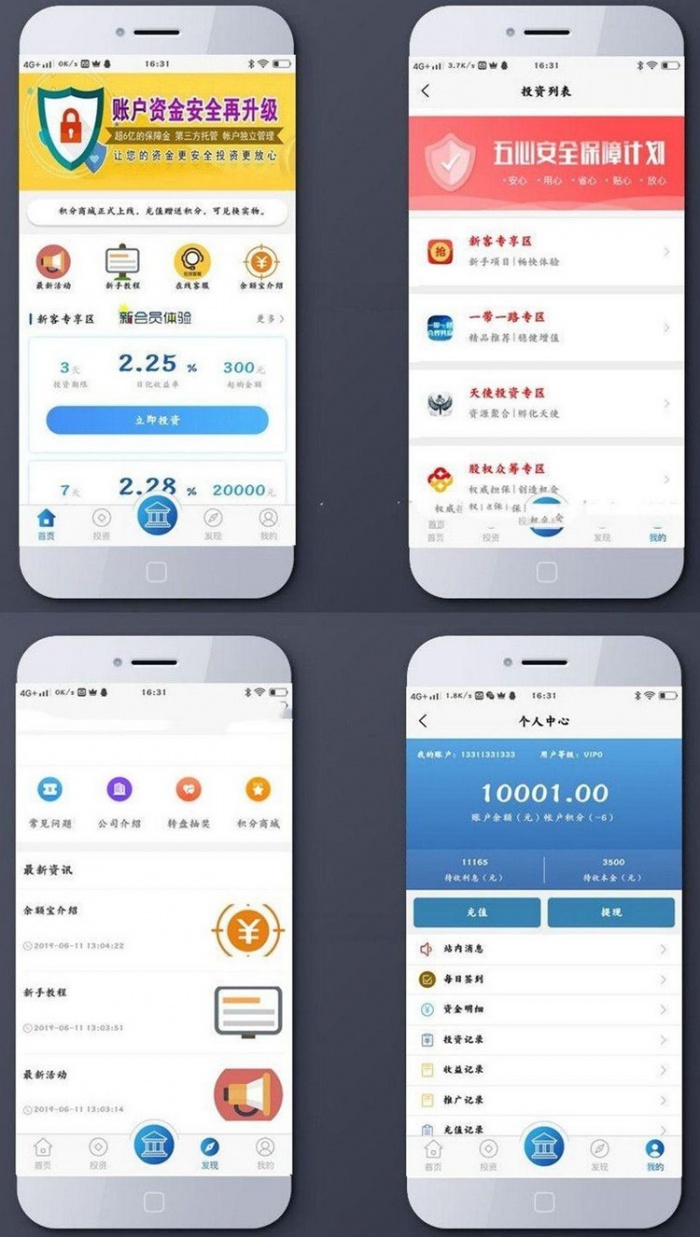 4G+ 0K/s 16:31
账户资金安全再升级
超6亿的保障金 第三方托管 帐户独立管理
让您的资金更安全投资更放心
积分商城正式上线，充值赠送积分，可兑换实物。
最新活动 新手教程 在线客服 余额宝介绍
新客专享区 新会员体验 更多
3天 2.25 % 300元
投资期限 日化收益率 起购金额
立即投资
7天 2.28 % 20000元
首页 投资 发现 我的
4G+ 3.7K/s 16:31
投资列表
五心安全保障计划
·安心 ·用心 ·省心 ·贴心 ·放心
抢
新客专享区
新手项目|畅快体验
一带一路专区
精品推荐|稳健增值
天使投资专区
资源聚合|孵化天使
股权众筹专区
权威担保|创造机会
首页 投资 发现 我的
4G+ 0K/s 16:31
常见问题 公司介绍 转盘抽奖 积分商城
最新资讯
余额宝介绍
2019-06-11 13:04:22
新手教程
2019-06-11 13:03:51
最新活动
2019-06-11 13:03:14
首页 投资 发现 我的
4G+ 1.8K/s 16:31
个人中心
我的账户：13311331333 用户等级：VIP0
10001.00
账户余额（元）帐户积分（-6）
11165 3500
待收利息（元） 待收本金（元）
充值 提现
站内消息
每日签到
资金明细
投资记录
收益记录
推广记录
充值记录
首页 投资 发现 我的